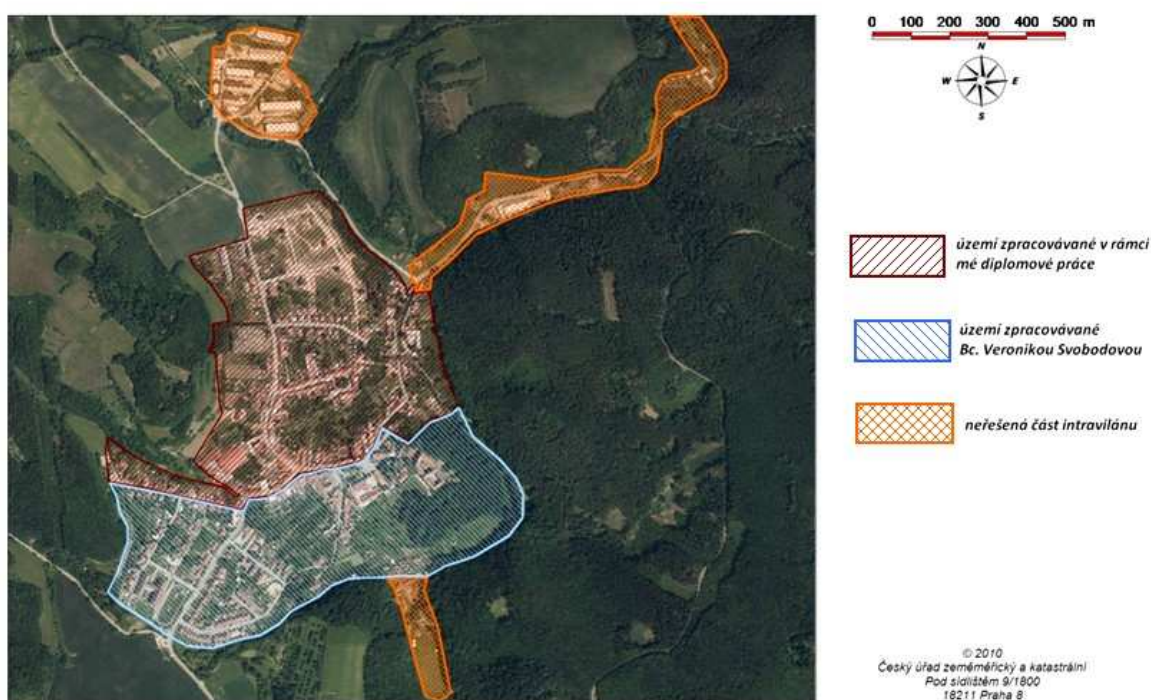 0 100 200 300 400 500 m
N
W E
S
území zpracovávané v rámci
mé diplomové práce
území zpracovávané
Bc. Veronikou Svobodovou
neřešená část intravilánu
© 2010
Český úřad zeměměřický a katastrální
Pod sídlištěm 9/1800
18211 Praha 8